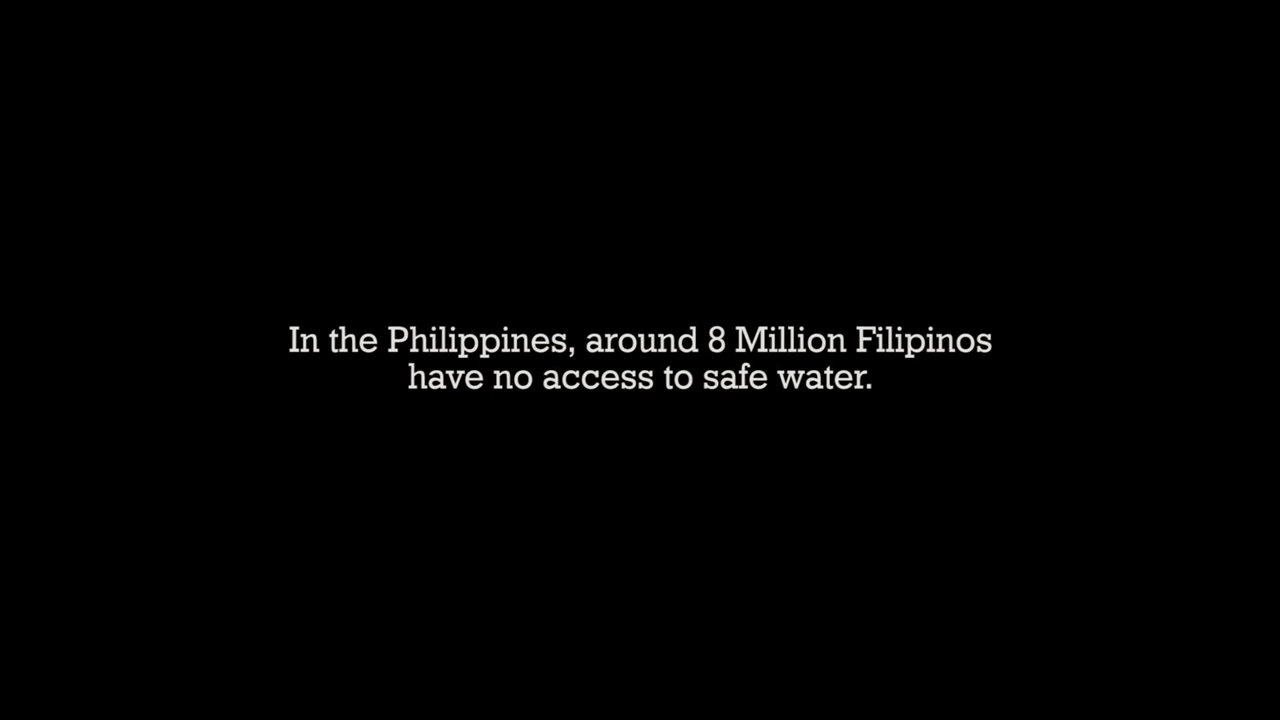 In the Philippines, around 8 Million Filipinos
have no access to safe water.